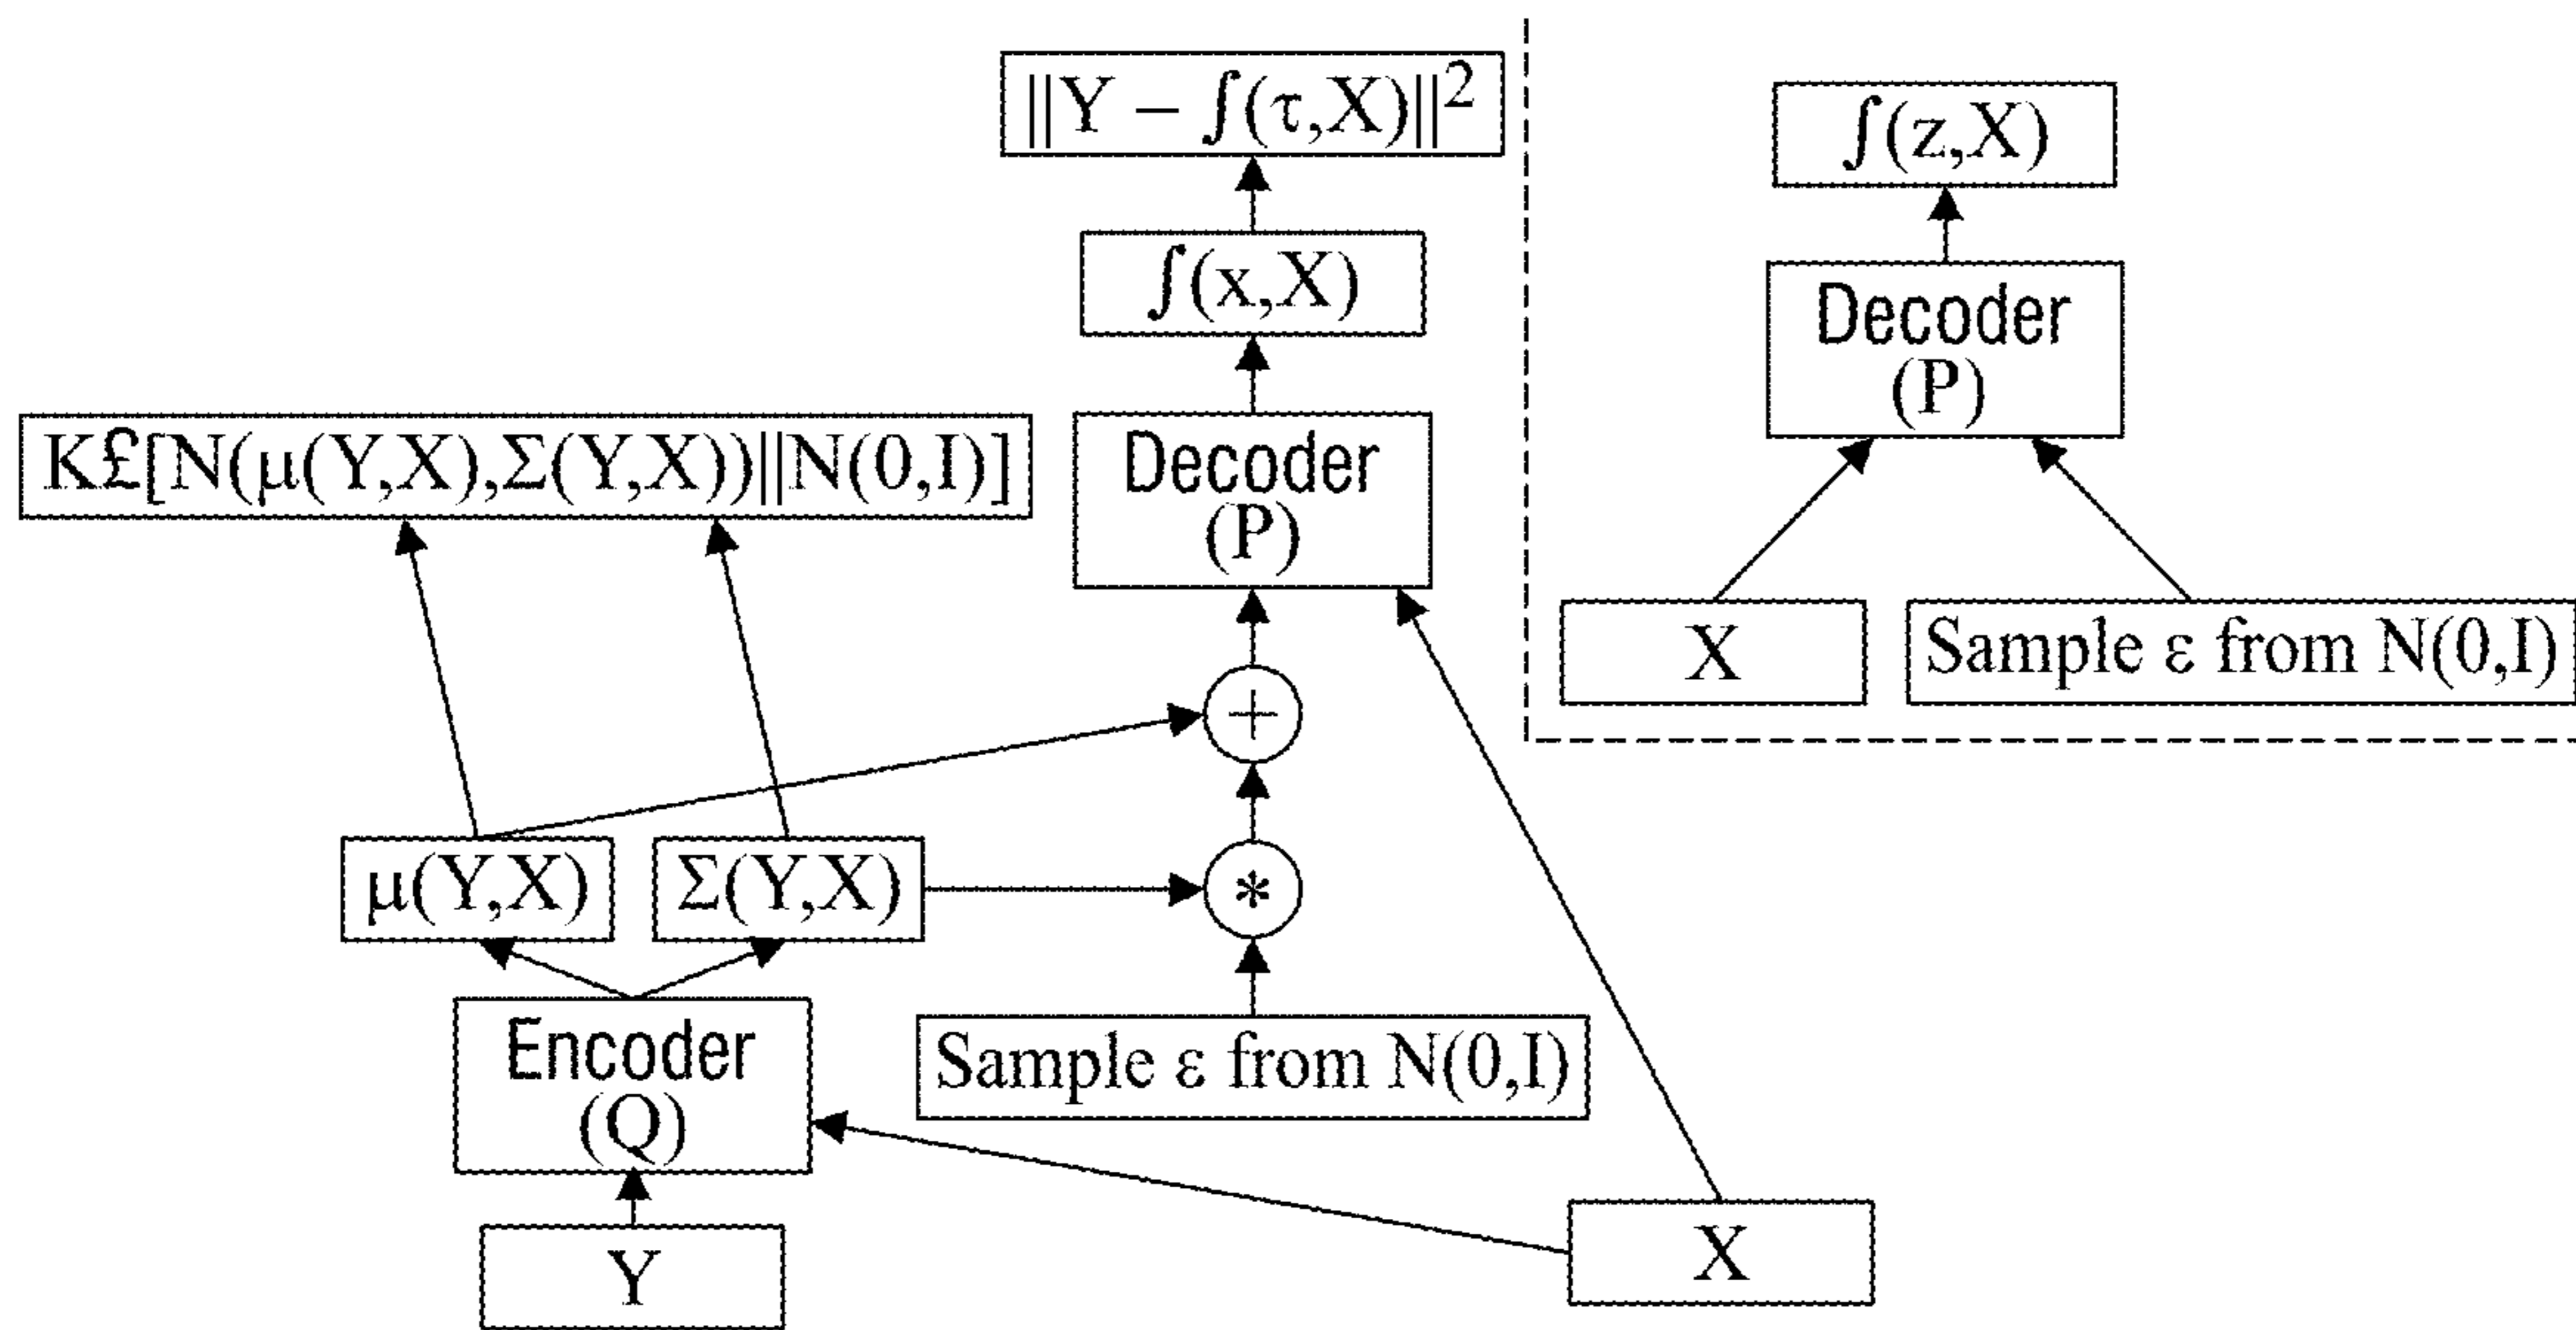 ||Y – ∫(τ,X)||²
∫(x,X)
Decoder
(P)
K£[N(μ(Y,X),Σ(Y,X))||N(0,I)]
+
μ(Y,X)
Σ(Y,X)
*
Encoder
(Q)
Sample ε from N(0,I)
Y
X
∫(z,X)
Decoder
(P)
X
Sample ε from N(0,I)